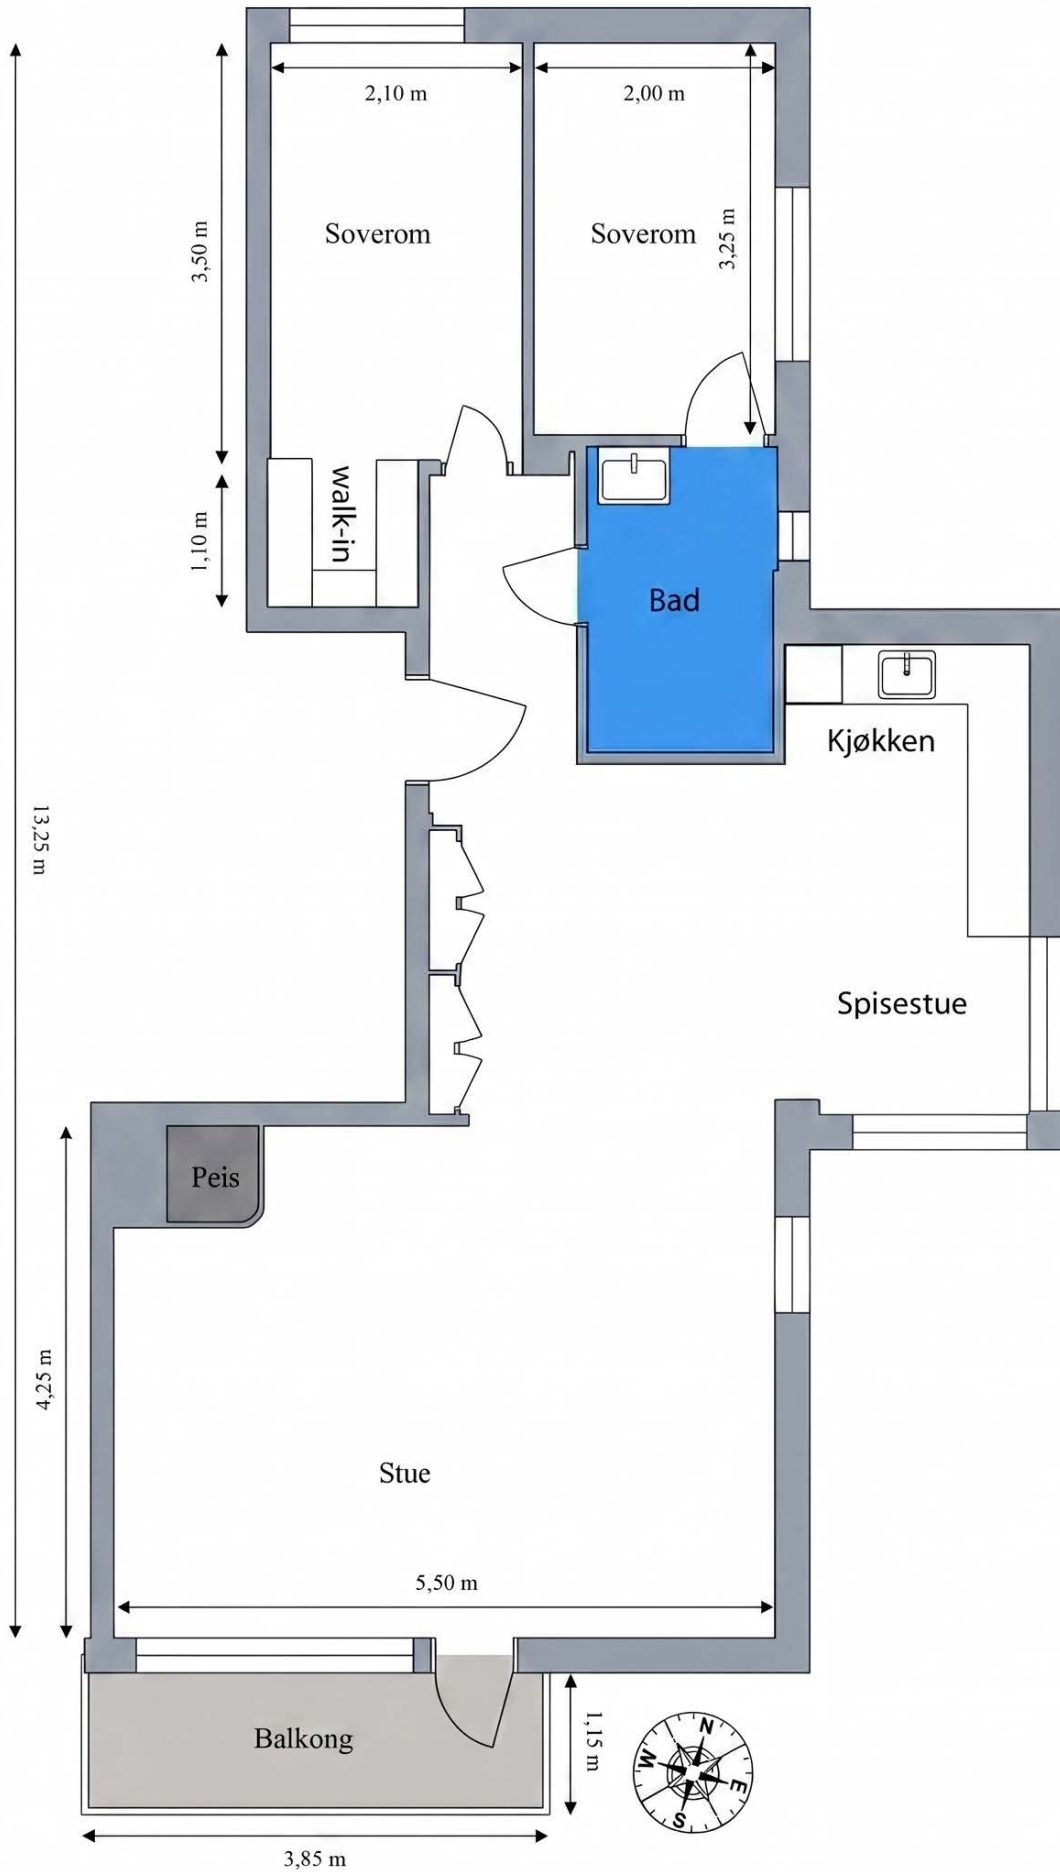 2,10 m
2,00 m
3,50 m
Soverom
Soverom
3,25 m
walk-in
1,10 m
Bad
Kjøkken
13,25 m
Spisestue
Peis
4,25 m
Stue
5,50 m
Balkong
1,15 m
N
W
E
S
3,85 m